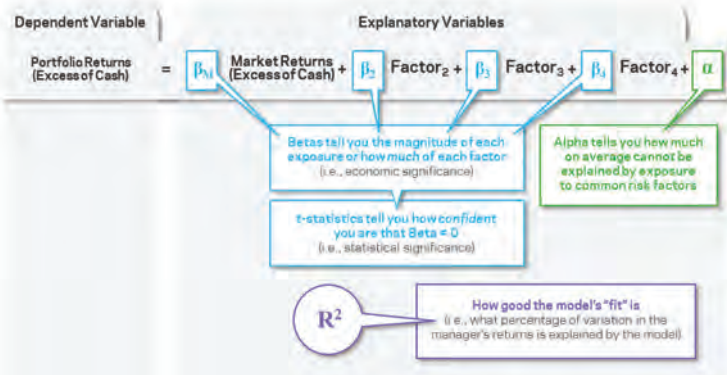 Dependent Variable
Explanatory Variables
Portfolio Returns
(Excess of Cash)
=
βM
Market Returns
(Excess of Cash)
+
β2
Factor2 +
β3
Factor3 +
β4
Factor4 +
α
Betas tell you the magnitude of each
exposure or how much of each factor
(i.e., economic significance)
Alpha tells you how much
on average cannot be
explained by exposure
to common risk factors
t-statistics tell you how confident
you are that Beta ≠ 0
(i.e., statistical significance)
R²
How good the model's "fit" is
(i.e., what percentage of variation in the
manager's returns is explained by the model)